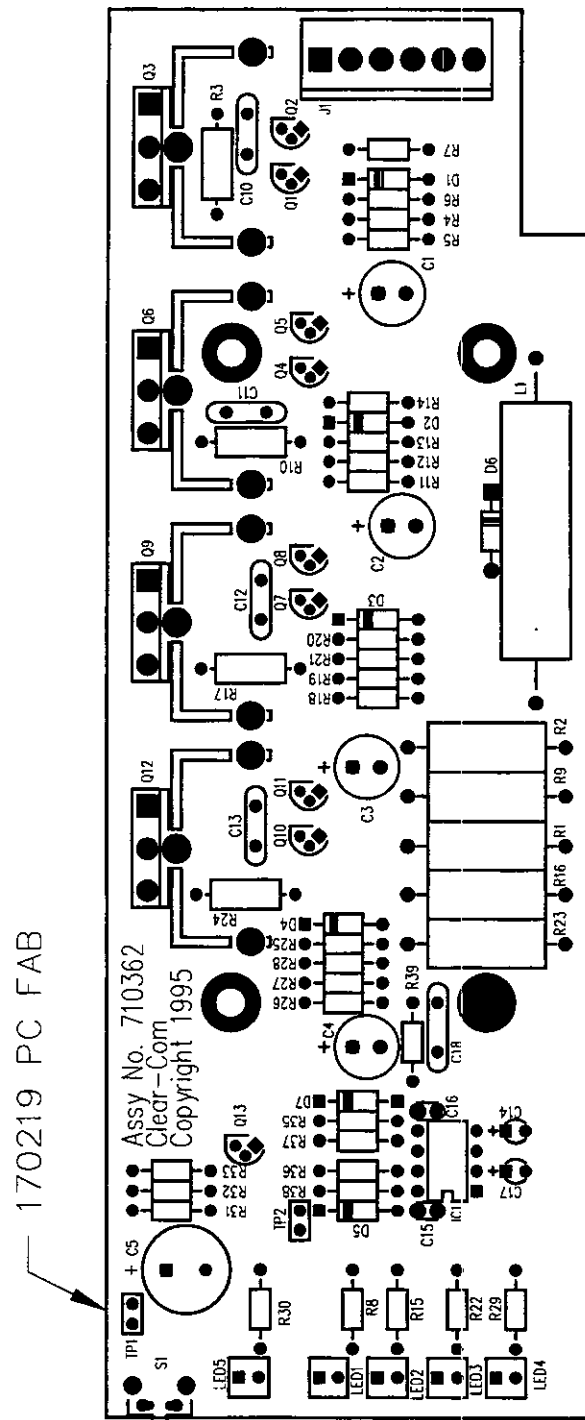 170219 PC FAB
Assy No. 710362
Clear-Com
Copyright 1995
Q3
R3
C10
Q2
Q1
J1
R7
D1
R6
R4
R5
C1
+
Q6
Q5
Q4
C11
R10
R14
D2
R13
R12
R11
C2
+
L1
D6
Q9
Q8
Q7
C12
R17
D3
R20
R21
R19
R18
C3
+
R2
R9
R1
R16
R23
Q12
Q11
Q10
C13
R24
D4
R25
R28
R27
R26
C4
+
R39
C18
Q13
D7
R35
R37
R36
R38
D5
TP2
C16
C15
IC1
C14
+
C17
+
R33
R32
R31
C5
+
TP1
S1
R30
R8
R15
R22
R29
LED5
LED1
LED2
LED3
LED4